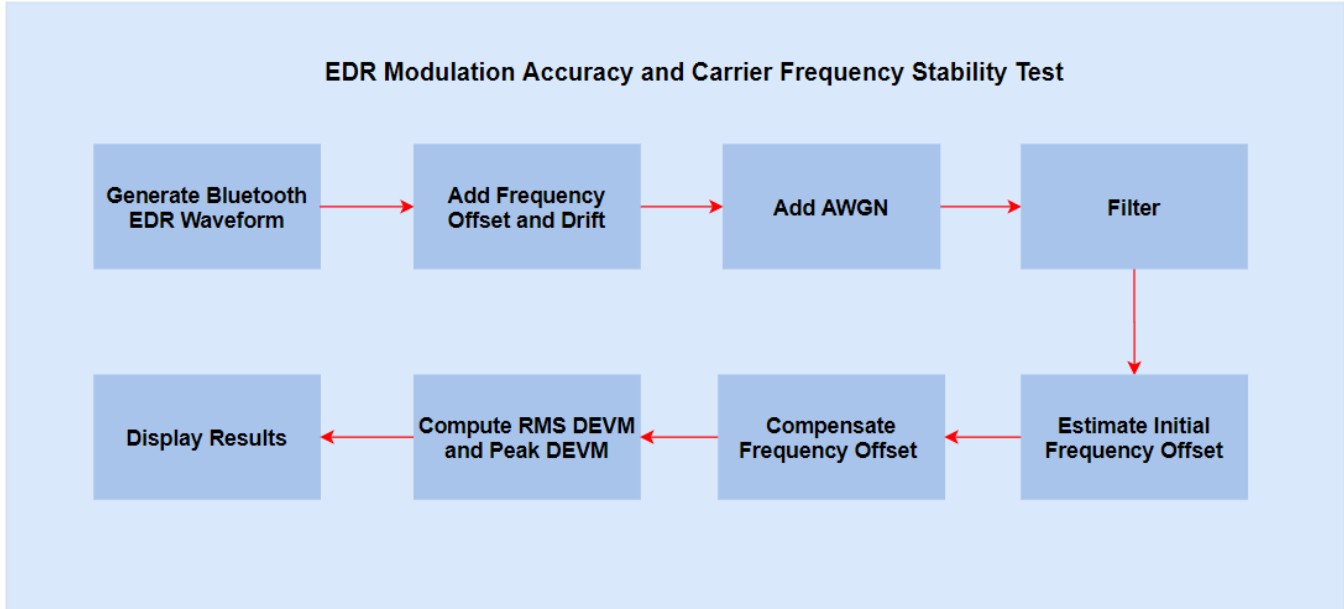 EDR Modulation Accuracy and Carrier Frequency Stability Test
Generate Bluetooth
EDR Waveform
Add Frequency
Offset and Drift
Add AWGN
Filter
Estimate Initial
Frequency Offset
Compensate
Frequency Offset
Compute RMS DEVM
and Peak DEVM
Display Results